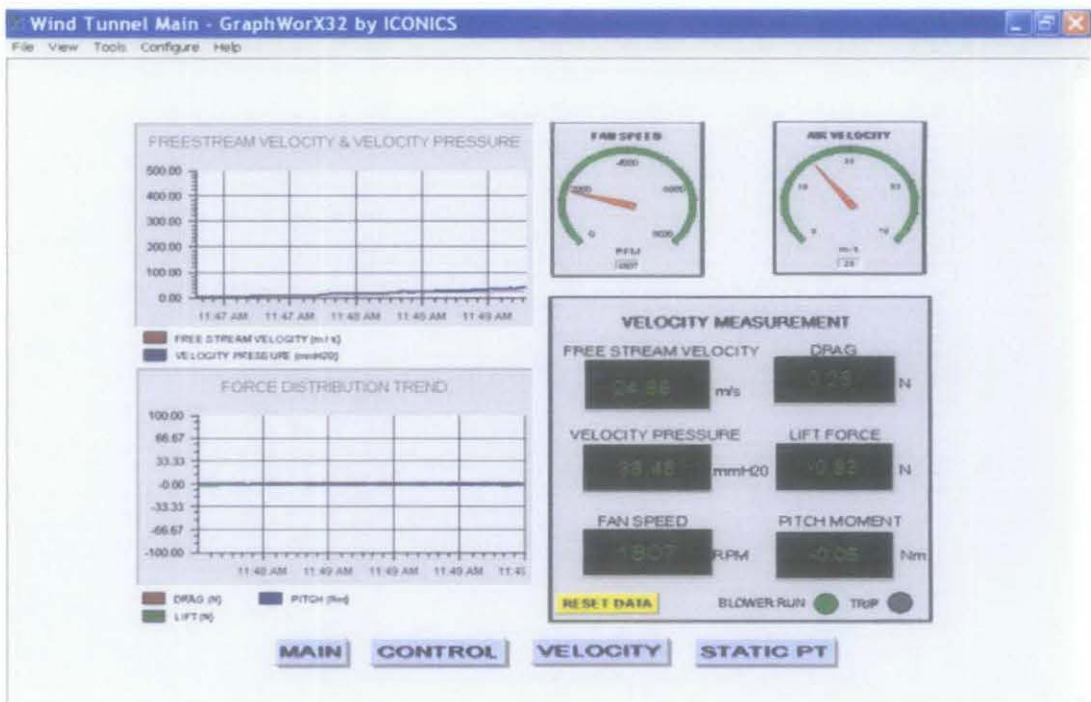 Wind Tunnel Main - GraphWorX32 by ICONICS
File View Tools Configure Help
FREESTREAM VELOCITY & VELOCITY PRESSURE
500.00
400.00
300.00
200.00
100.00
0.00
11:47 AM 11:47 AM 11:48 AM 11:49 AM
FREE STREAM VELOCITY (m/s)
VELOCITY PRESSURE (mmH20)
FORCE DISTRIBUTION TREND
100.00
66.67
33.33
-0.00
-33.33
-66.67
-100.00
11:48 AM 11:49 AM 11:49 AM 11:49 AM
DRAG (N) PITCH (Nm)
LIFT (N)
FAN SPEED
0 2000 4000 6000 8000
RPM
AIR VELOCITY
m/s
VELOCITY MEASUREMENT
FREE STREAM VELOCITY DRAG
m/s N
VELOCITY PRESSURE LIFT FORCE
mmH20 N
FAN SPEED PITCH MOMENT
1807 RPM Nm
RESET DATA BLOWER RUN TRIP
MAIN CONTROL VELOCITY STATIC PT